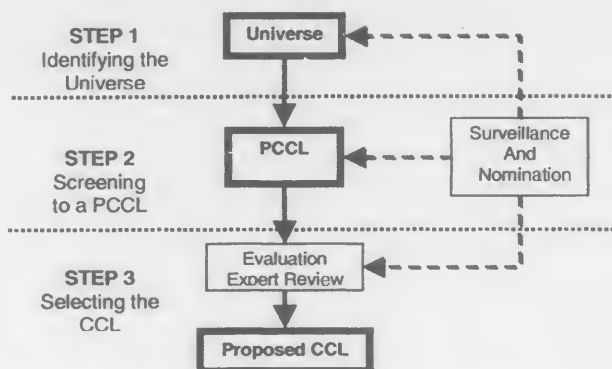 STEP 1
Identifying the
Universe
Universe
STEP 2
Screening
to a PCCL
PCCL
Surveillance
And
Nomination
STEP 3
Selecting the
CCL
Evaluation
Expert Review
Proposed CCL